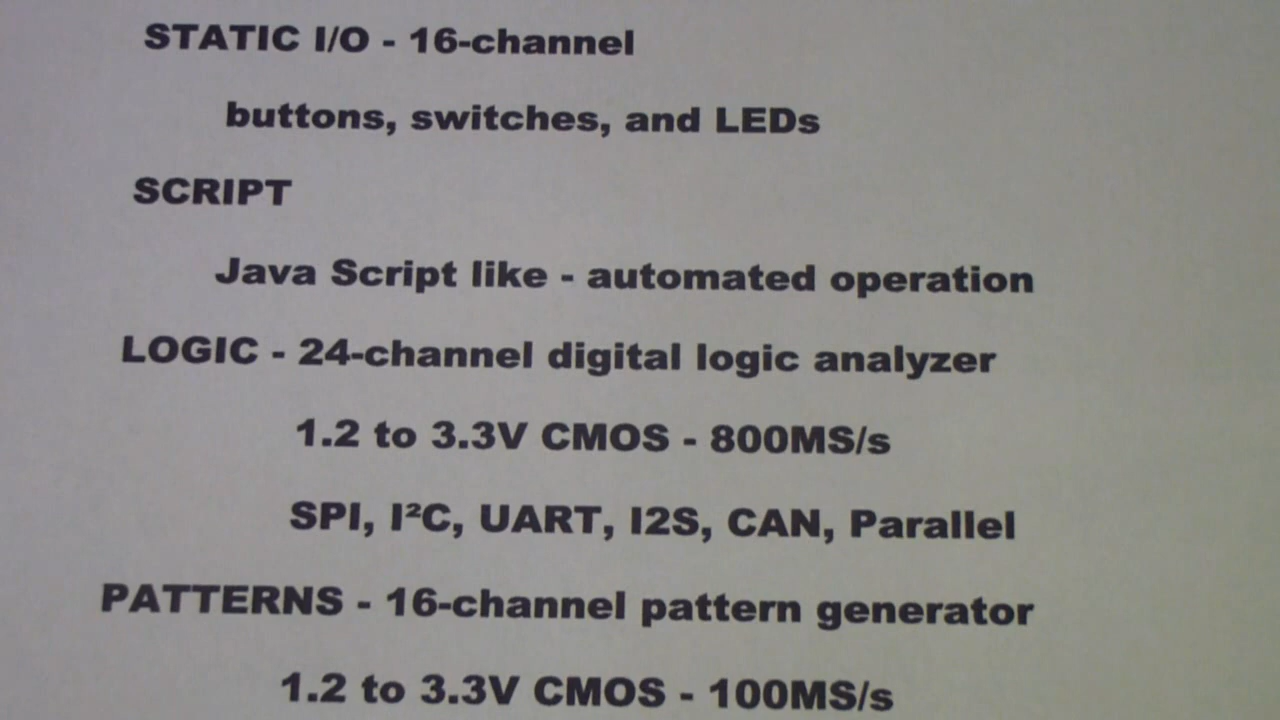 STATIC I/O - 16-channel
buttons, switches, and LEDs
SCRIPT
Java Script like - automated operation
LOGIC - 24-channel digital logic analyzer
1.2 to 3.3V CMOS - 800MS/s
SPI, I²C, UART, I2S, CAN, Parallel
PATTERNS - 16-channel pattern generator
1.2 to 3.3V CMOS - 100MS/s